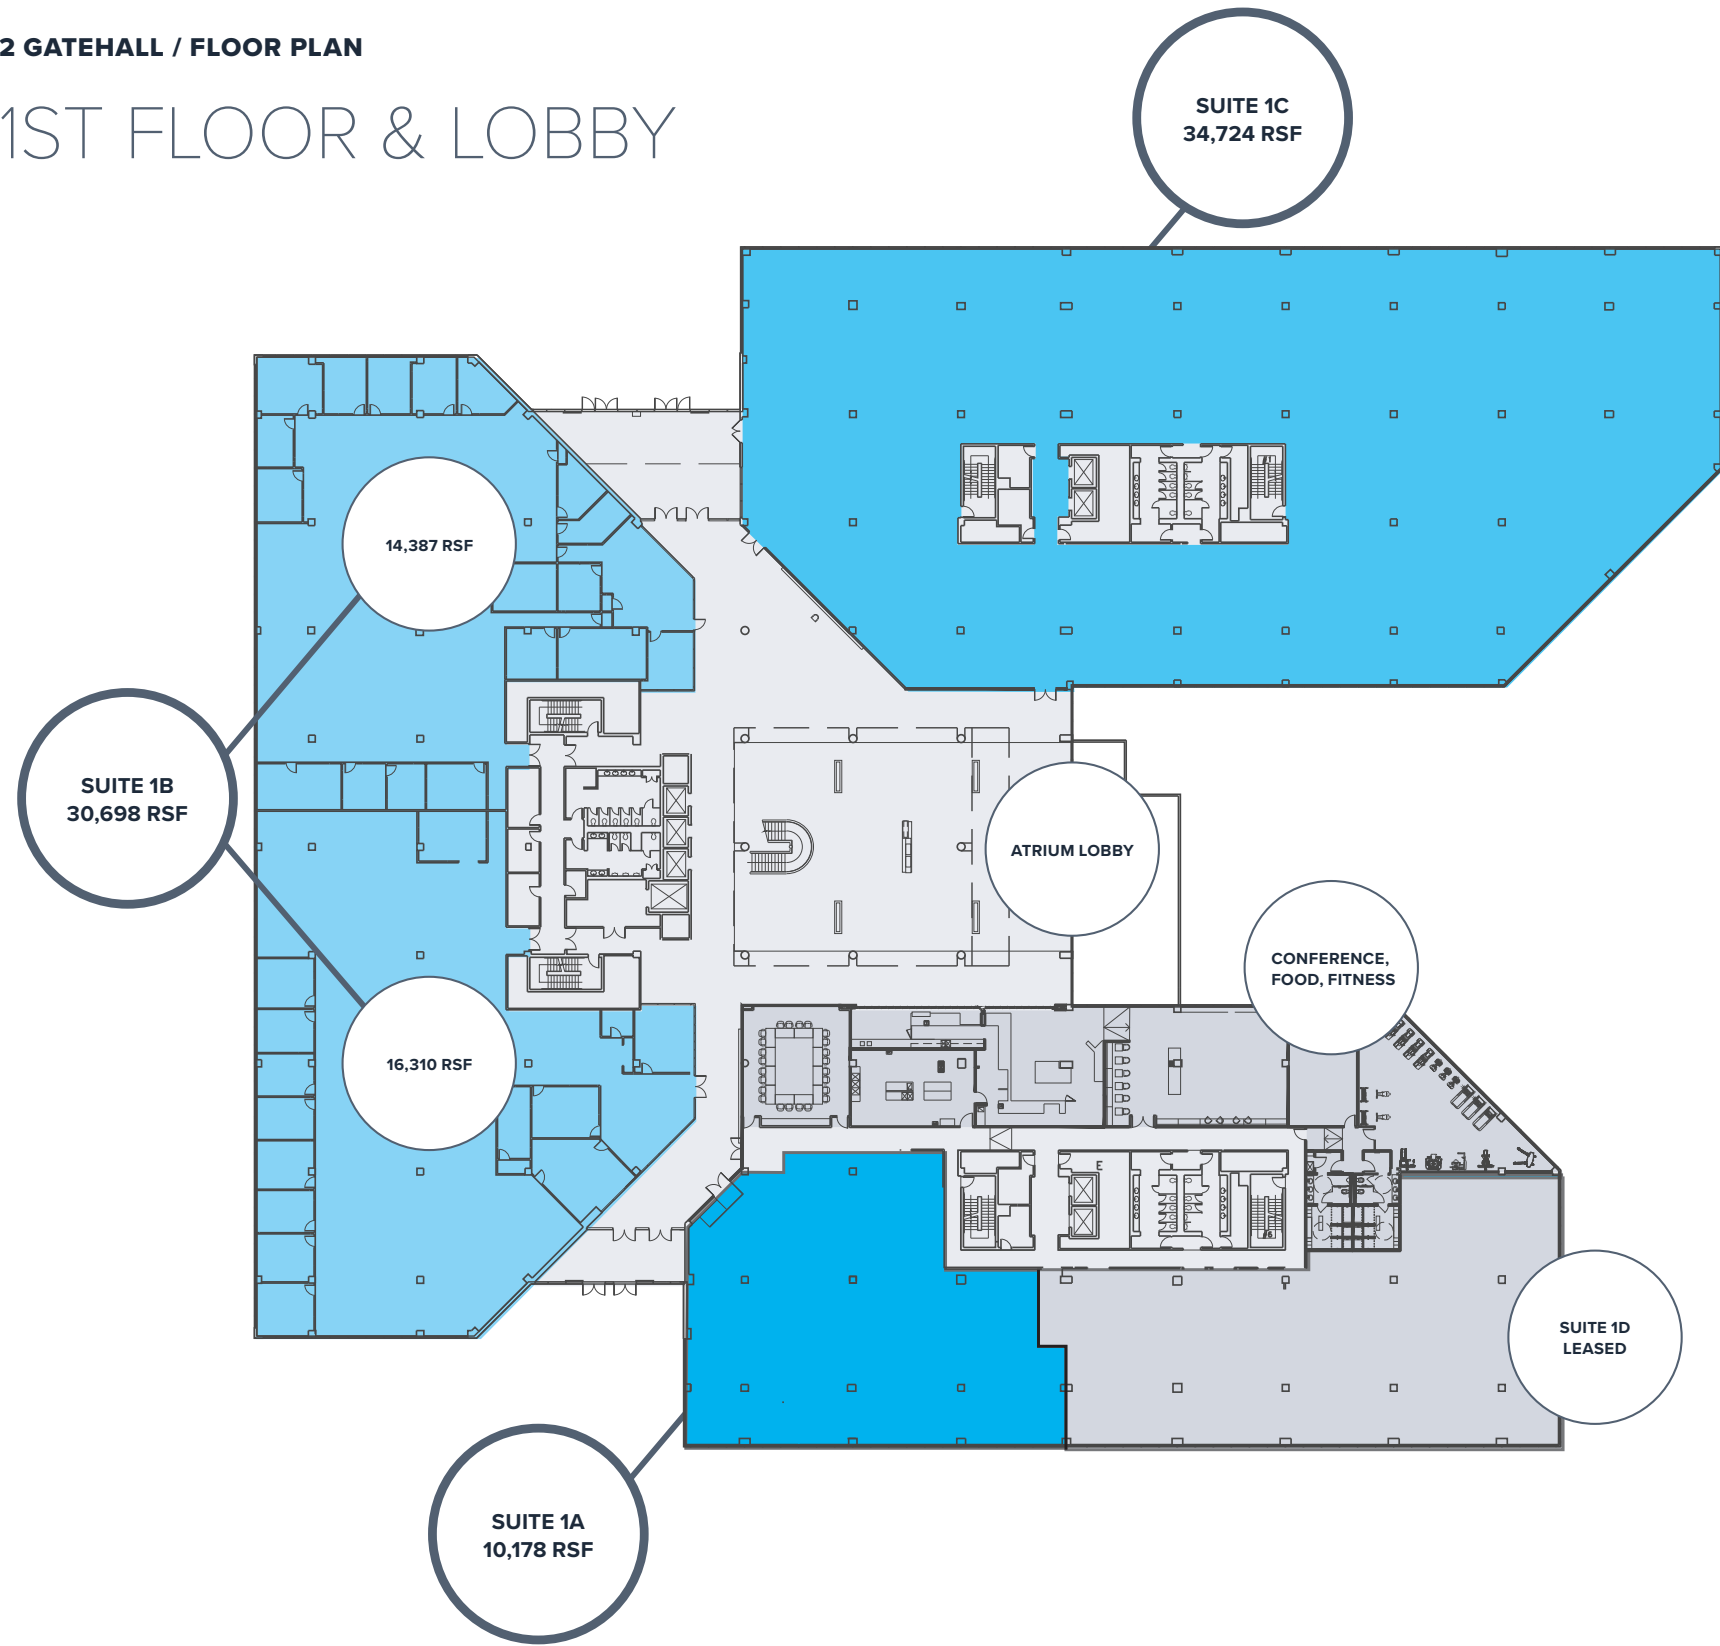 2 GATEHALL / FLOOR PLAN
1ST FLOOR & LOBBY
SUITE 1C
34,724 RSF
14,387 RSF
SUITE 1B
30,698 RSF
ATRIUM LOBBY
CONFERENCE,
FOOD, FITNESS
16,310 RSF
E
SUITE 1D
LEASED
SUITE 1A
10,178 RSF